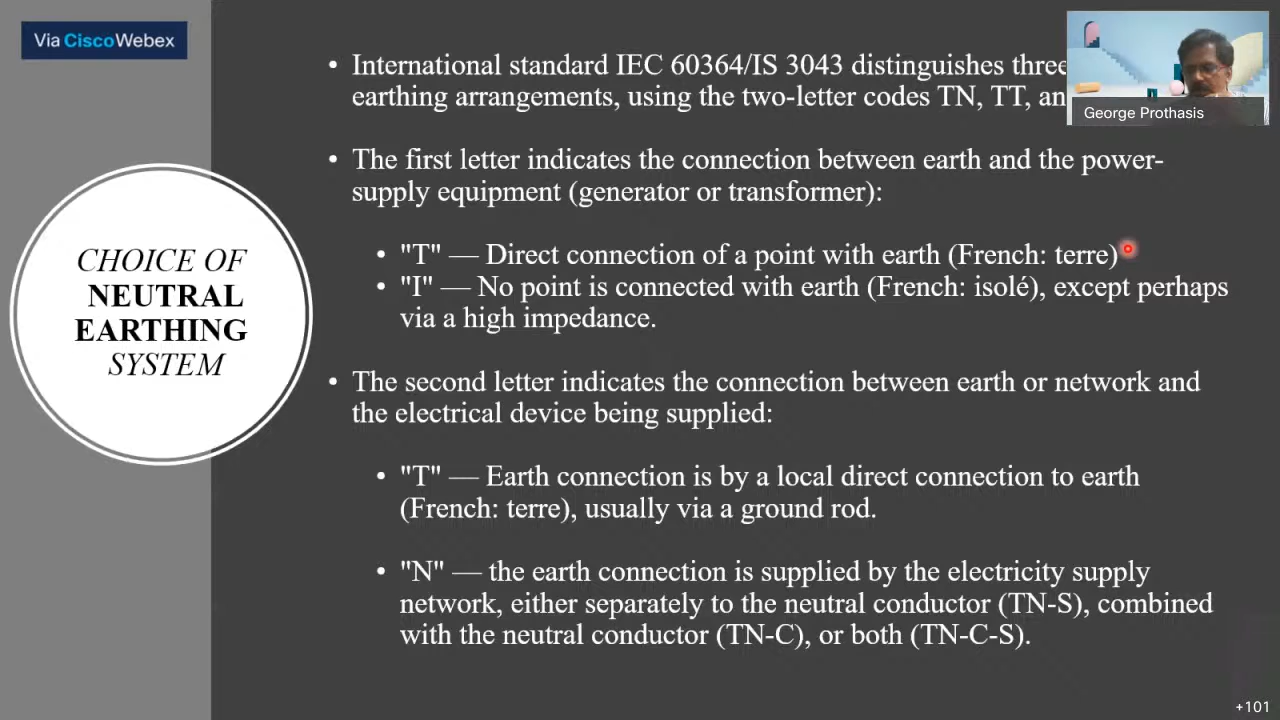 Via CiscoWebex
• International standard IEC 60364/IS 3043 distinguishes three
earthing arrangements, using the two-letter codes TN, TT, an
George Prothasis
• The first letter indicates the connection between earth and the power-
supply equipment (generator or transformer):
• "T" — Direct connection of a point with earth (French: terre)
• "I" — No point is connected with earth (French: isolé), except perhaps
via a high impedance.
CHOICE OF
NEUTRAL
EARTHING
SYSTEM
• The second letter indicates the connection between earth or network and
the electrical device being supplied:
• "T" — Earth connection is by a local direct connection to earth
(French: terre), usually via a ground rod.
• "N" — the earth connection is supplied by the electricity supply
network, either separately to the neutral conductor (TN-S), combined
with the neutral conductor (TN-C), or both (TN-C-S).
+101